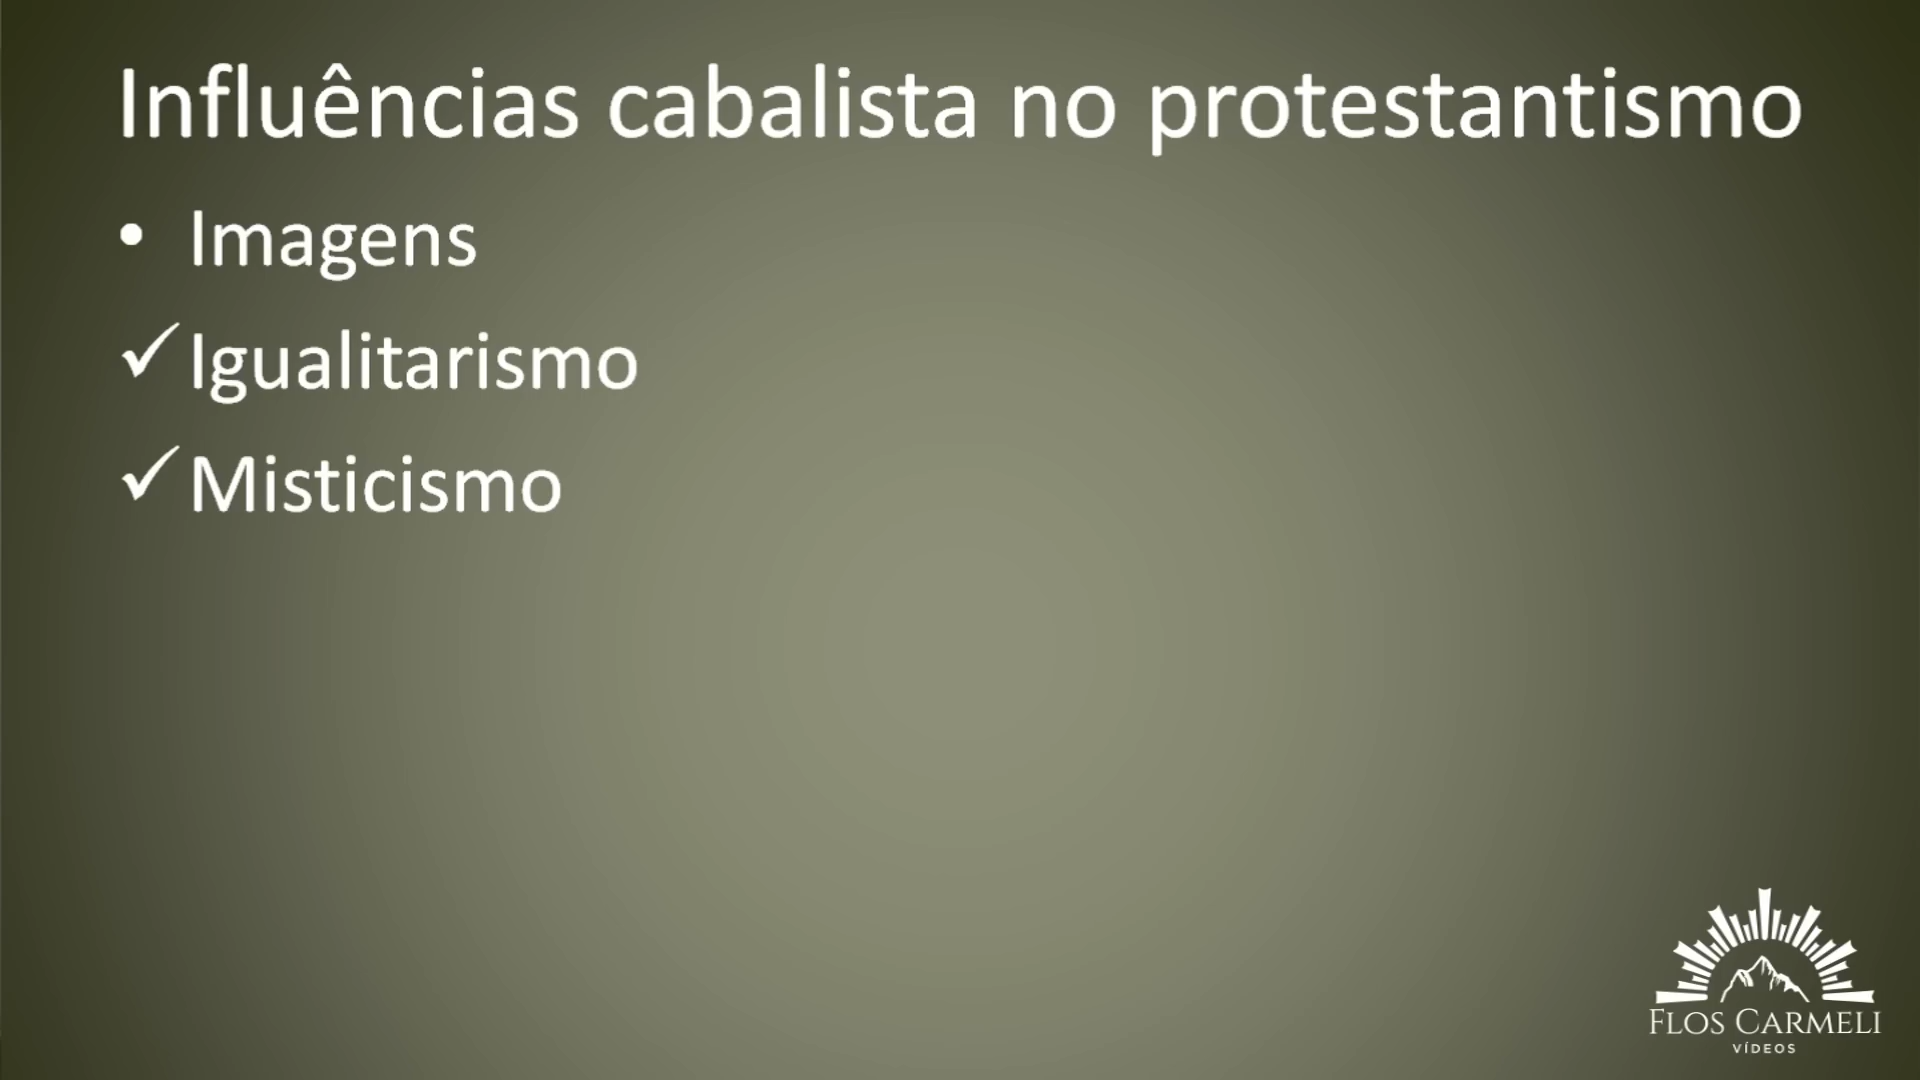 Influências cabalista no protestantismo
• Imagens
✓ Igualitarismo
✓ Misticismo
FLOS CARMELI
VÍDEOS